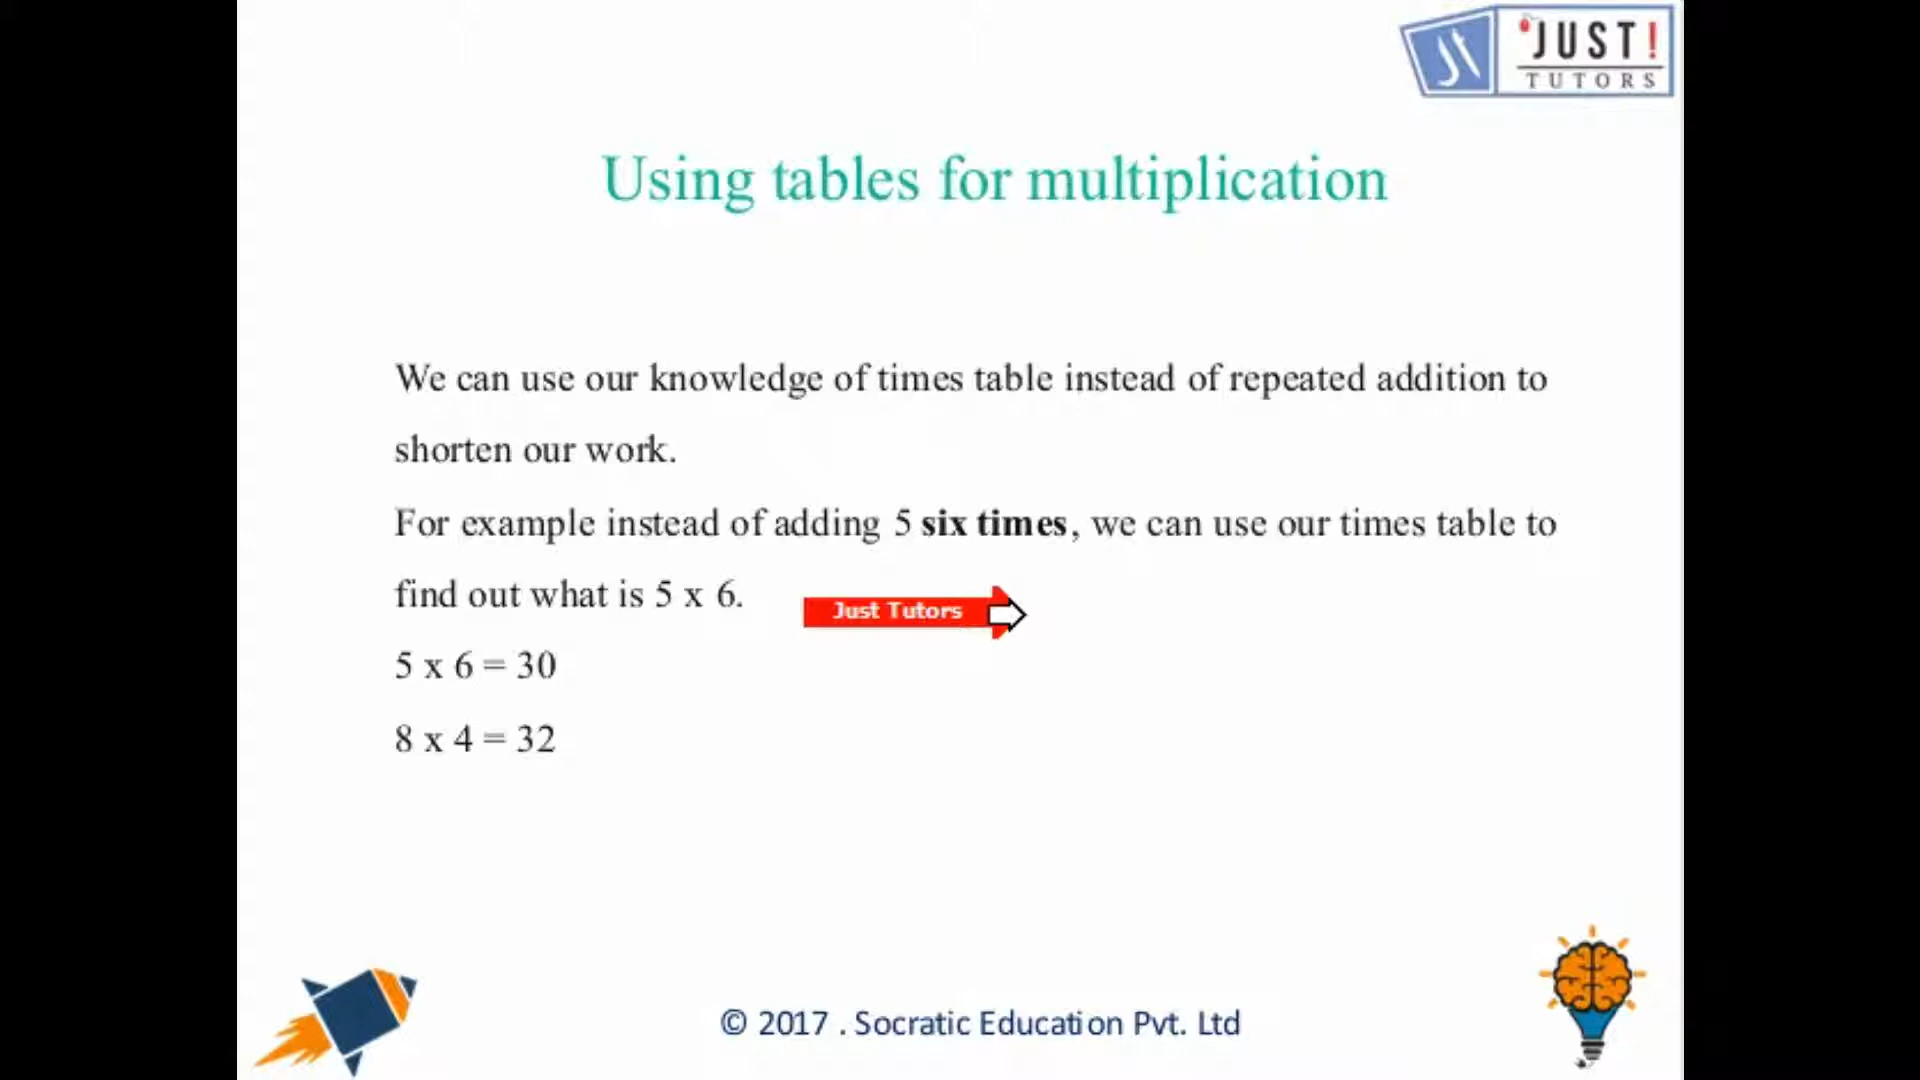 JUST!
TUTORS
Using tables for multiplication
We can use our knowledge of times table instead of repeated addition to
shorten our work.
For example instead of adding 5 six times, we can use our times table to
find out what is 5 x 6.
Just Tutors
5 x 6 = 30
8 x 4 = 32
© 2017 . Socratic Education Pvt. Ltd